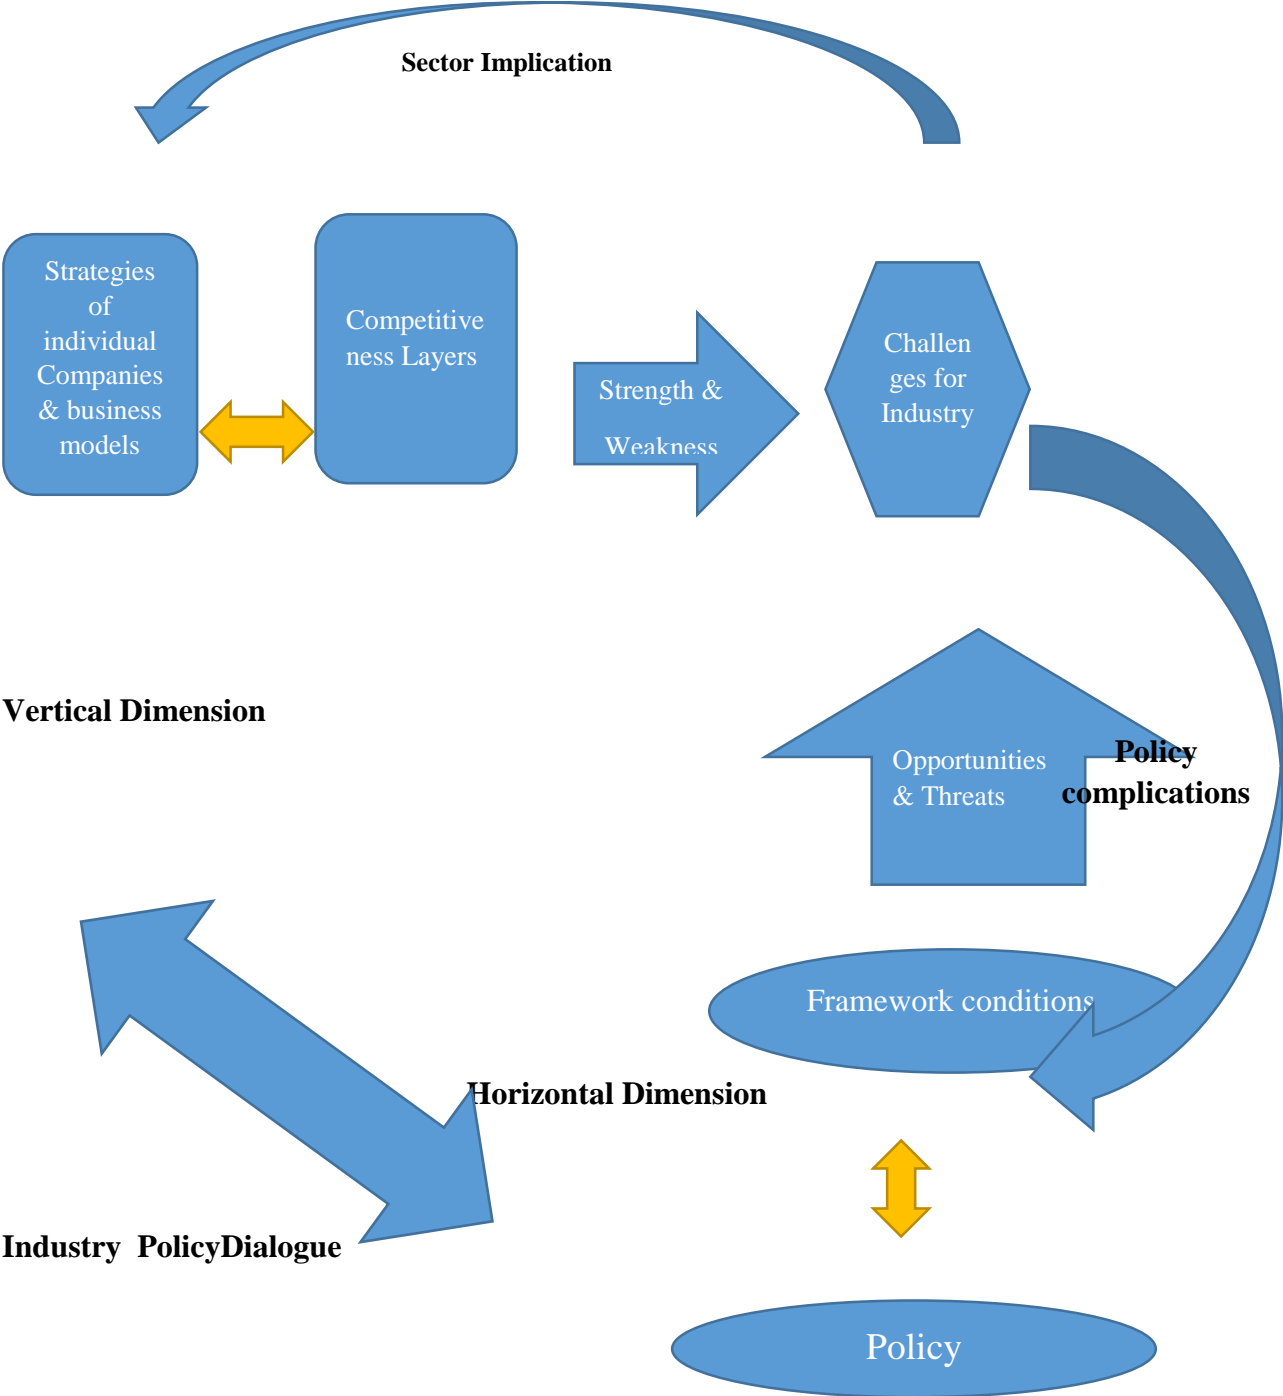 Sector Implication
Strategies
of
individual
Companies
& business
models
Competitive
ness Layers
Strength &
Weakness
Challen
ges for
Industry
Vertical Dimension
Opportunities
& Threats
Policy
complications
Framework conditions
Horizontal Dimension
Industry PolicyDialogue
Policy